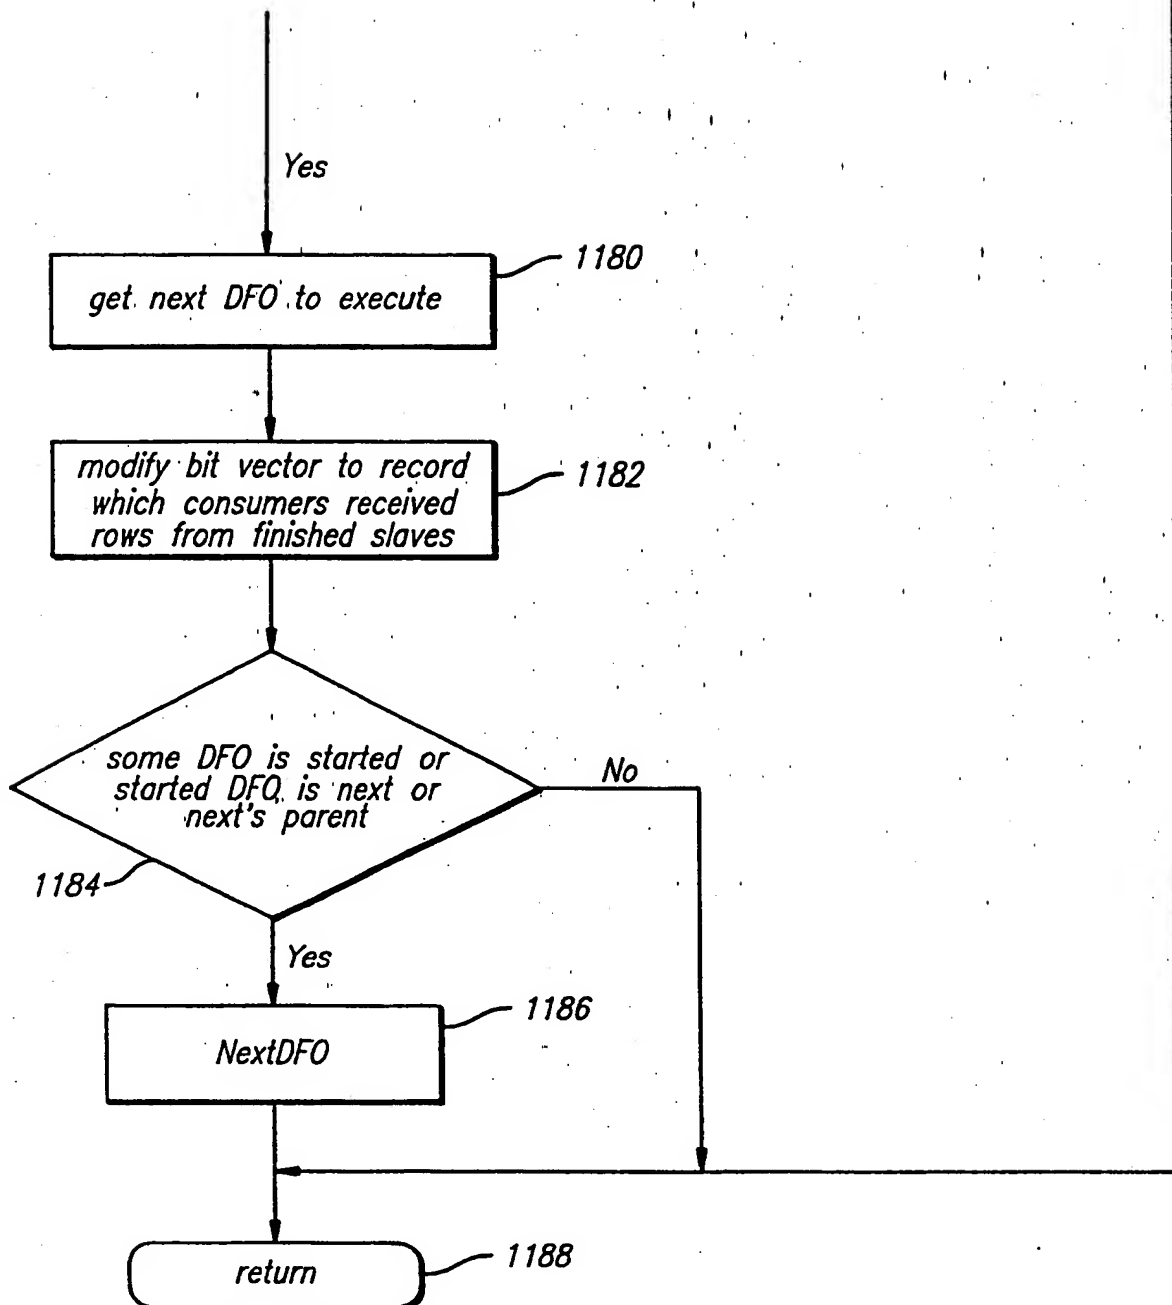 Yes
1180
get next DFO to execute
modify bit vector to record
which consumers received
rows from finished slaves
1182
some DFO is started or
started DFO, is next or
next's parent
No
1184
Yes
1186
NextDFO
return
1188